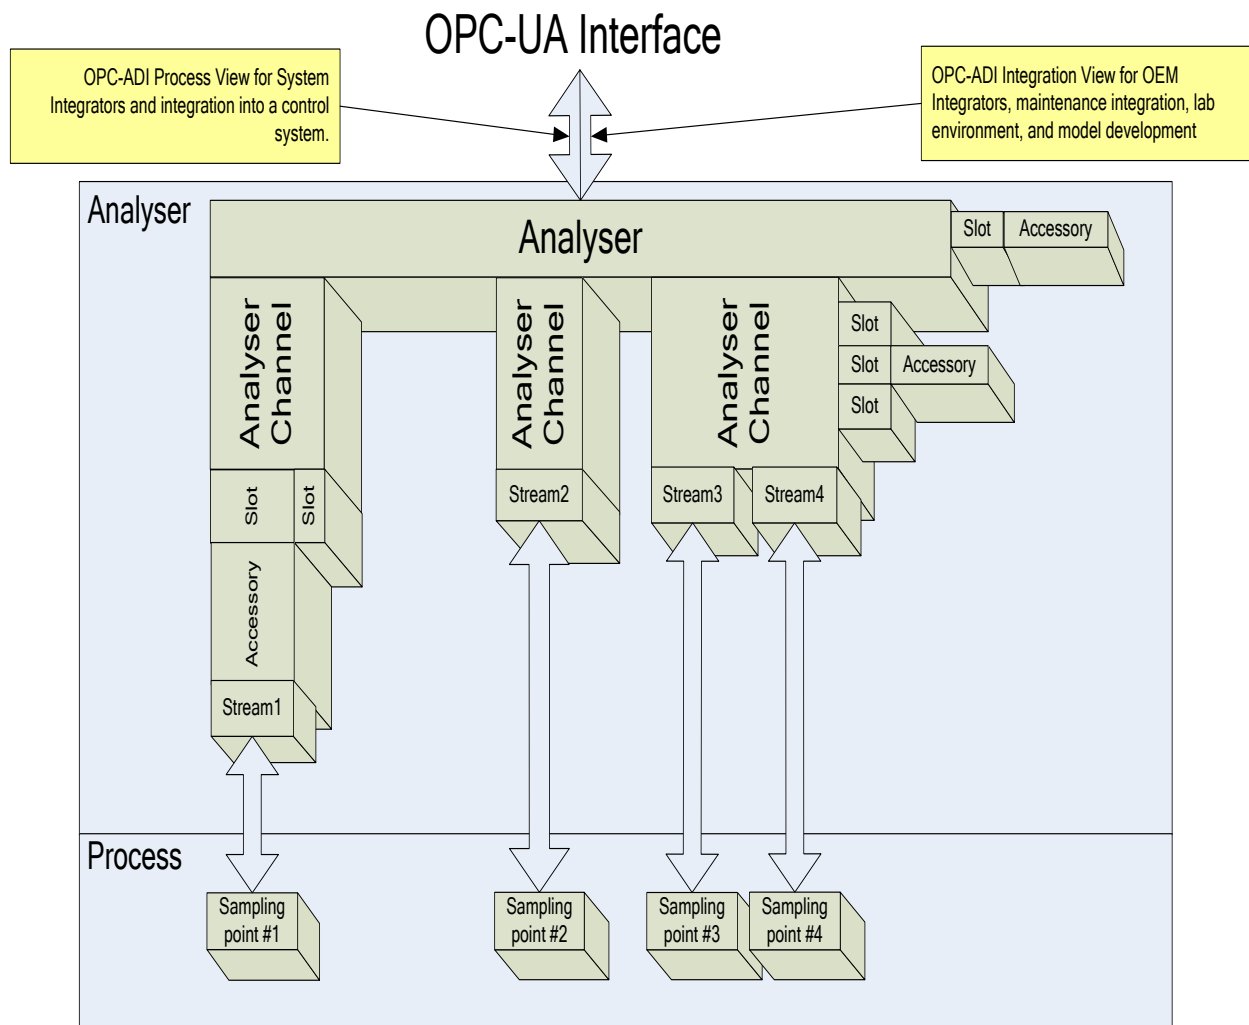 OPC-UA Interface
OPC-ADI Process View for System
Integrators and integration into a control
system.
OPC-ADI Integration View for OEM
Integrators, maintenance integration, lab
environment, and model development
Analyser
Analyser
Slot
Accessory
Analyser
Channel
Analyser
Channel
Analyser
Channel
Slot
Slot
Accessory
Slot
Slot
Slot
Stream2
Stream3
Stream4
Accessory
Stream1
Process
Sampling
point #1
Sampling
point #2
Sampling
point #3
Sampling
point #4